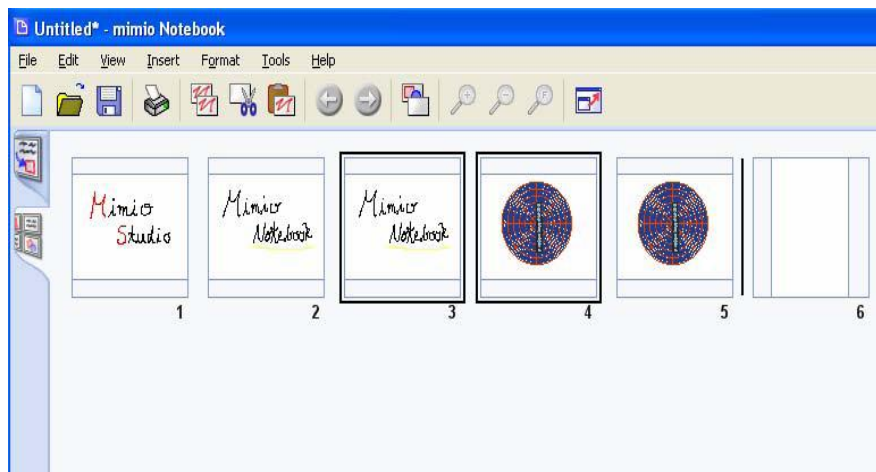 Untitled* - mimio Notebook
File Edit View Insert Format Tools Help
Mimio
Studio
Mimio
Notebook
Mimio
Notebook
1 2 3 4 5 6